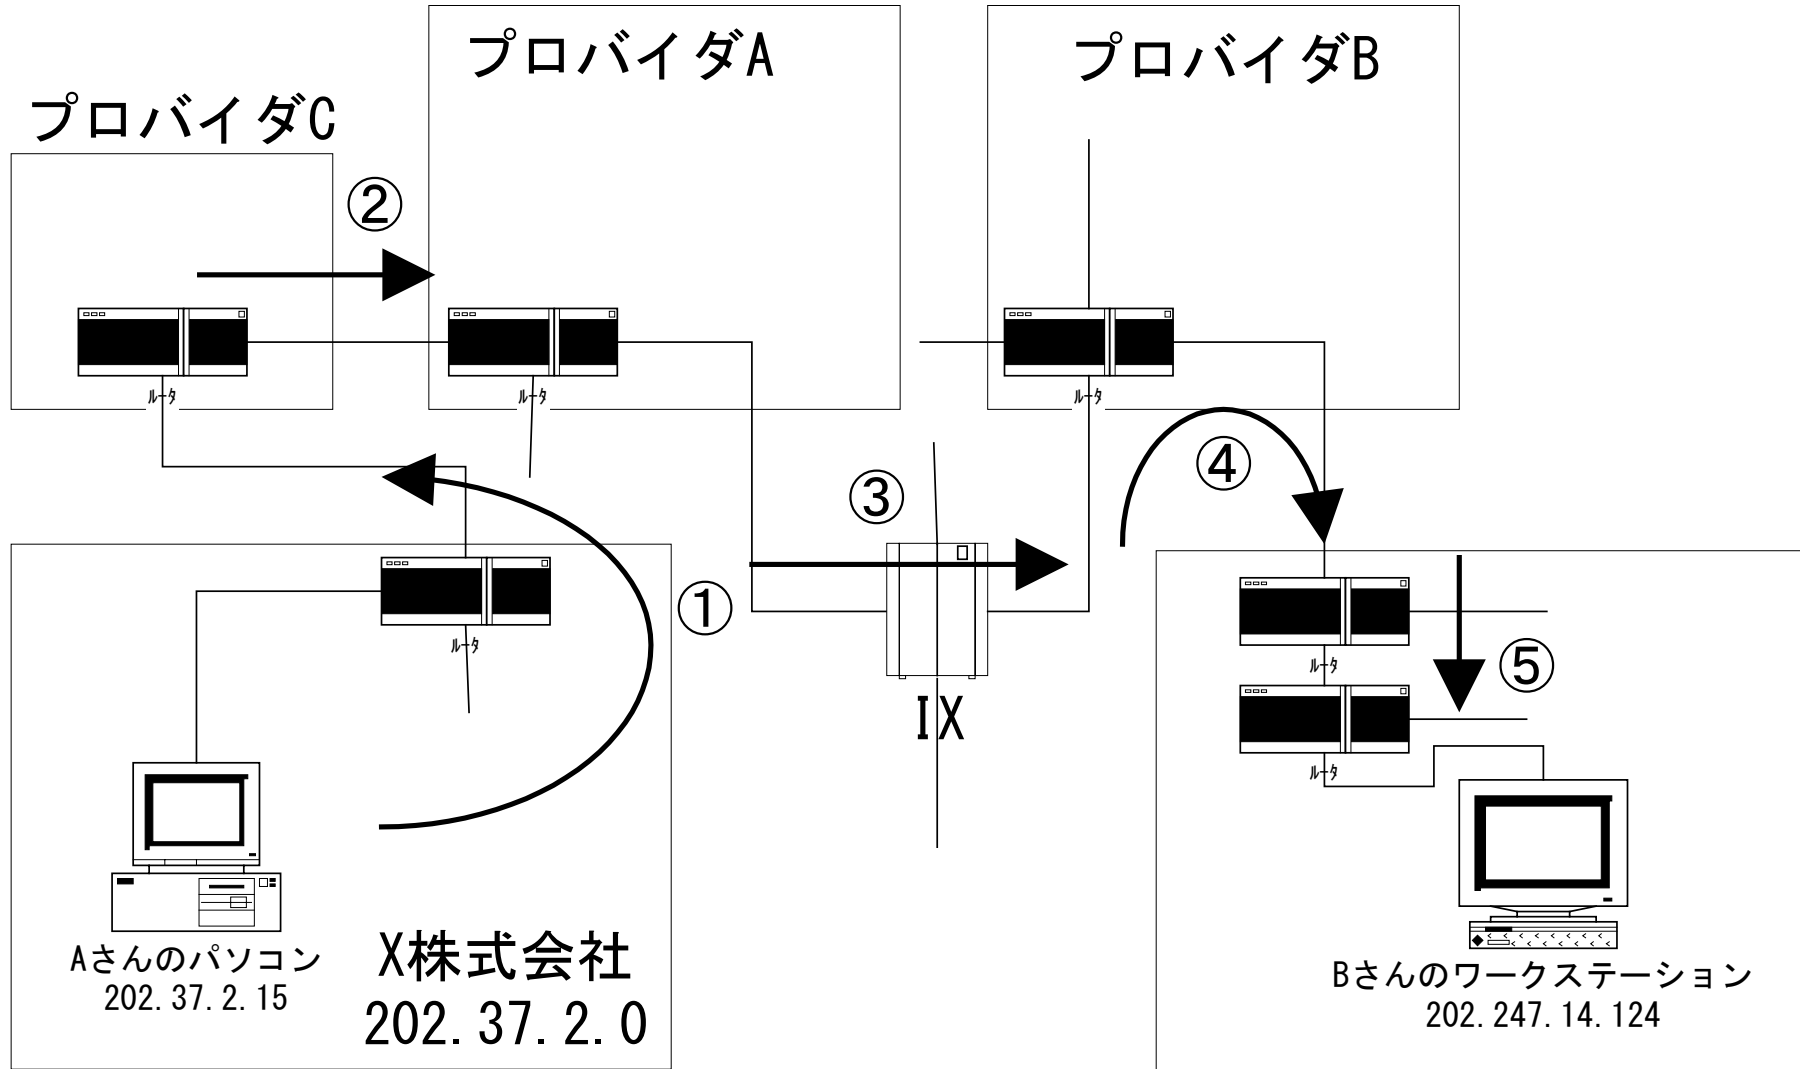 プロバイダA
プロバイダB
プロバイダC
②
ルータ
ルータ
ルータ
④
③
①
ルータ
ルータ
⑤
IX
ルータ
Aさんのパソコン
202.37.2.15
X株式会社
202.37.2.0
Bさんのワークステーション
202.247.14.124